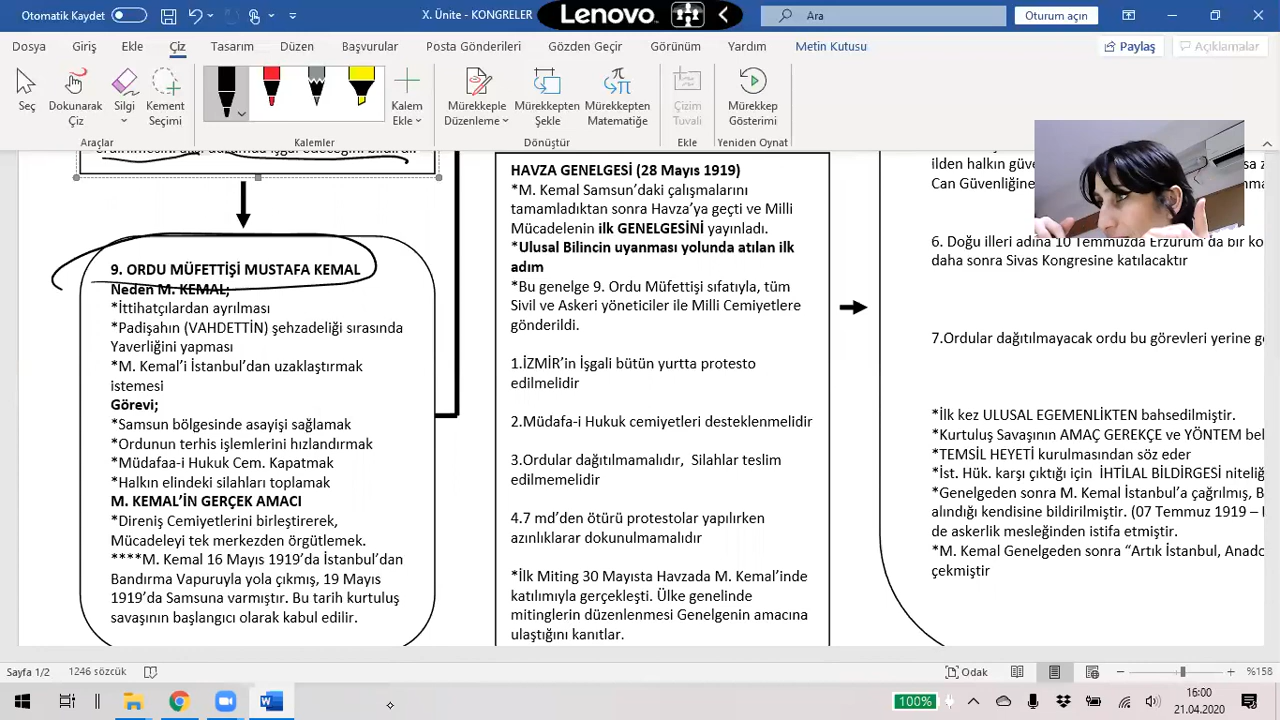 X. Ünite - KONGRELER
Lenovo
Ara
Oturum açın
Dosya
Giriş
Ekle
Çiz
Tasarım
Düzen
Başvurular
Posta Gönderileri
Gözden Geçir
Görünüm
Yardım
Metin Kutusu
Paylaş
Açıklamalar
Seç
Dokunarak
Çiz
Silgi
Kement
Seçimi
Kalem
Ekle
Mürekkeple
Düzenleme
Mürekkepten
Şekle
Mürekkepten
Matematiğe
Çizim
Tuvali
Mürekkep
Gösterimi
Araçlar
Kalemler
Dönüştür
Ekle
Yeniden Oynat
9. ORDU MÜFETTİŞİ MUSTAFA KEMAL
Neden M. KEMAL;
*İttihatçılardan ayrılması
*Padişahın (VAHDETTİN) şehzadeliği sırasında
Yaverliğini yapması
*M. Kemal’i İstanbul’dan uzaklaştırmak
istemesi
Görevi;
*Samsun bölgesinde asayişi sağlamak
*Ordunun terhis işlemlerini hızlandırmak
*Müdafaa-i Hukuk Cem. Kapatmak
*Halkın elindeki silahları toplamak
M. KEMAL’İN GERÇEK AMACI
*Direniş Cemiyetlerini birleştirerek,
Mücadeleyi tek merkezden örgütlemek.
****M. Kemal 16 Mayıs 1919’da İstanbul’dan
Bandırma Vapuruyla yola çıkmış, 19 Mayıs
1919’da Samsuna varmıştır. Bu tarih kurtuluş
savaşının başlangıcı olarak kabul edilir.
HAVZA GENELGESİ (28 Mayıs 1919)
*M. Kemal Samsun’daki çalışmalarını
tamamladıktan sonra Havza’ya geçti ve Milli
Mücadelenin ilk GENELGESİNİ yayınladı.
*Ulusal Bilincin uyanması yolunda atılan ilk
adım
*Bu genelge 9. Ordu Müfettişi sıfatıyla, tüm
Sivil ve Askeri yöneticiler ile Milli Cemiyetlere
gönderildi.
1.İZMİR’in İşgali bütün yurtta protesto
edilmelidir
2.Müdafa-i Hukuk cemiyetleri desteklenmelidir
3.Ordular dağıtılmamalıdır, Silahlar teslim
edilmemelidir
4.7 md’den ötürü protestolar yapılırken
azınlıklar dokunulmamalıdır
*İlk Miting 30 Mayısta Havzada M. Kemal’inde
katılımıyla gerçekleşti. Ülke genelinde
mitinglerin düzenlenmesi Genelgenin amacına
ulaştığını kanıtlar.
ilden halkın
Can Güvenliğine
6. Doğu illeri adına 10 Temmuzda Erzurum’da bir
daha sonra Sivas Kongresine katılacaktır
7.Ordular dağıtılmayacak ordu bu görevleri yerine
*İlk kez ULUSAL EGEMENLİKTEN bahsedilmiştir.
*Kurtuluş Savaşının AMAÇ GEREKÇE ve YÖNTEM
*TEMSİL HEYETİ kurulmasından söz eder
*İst. Hük. karşı çıktığı için İHTİLAL BİLDİRGESİ
*Genelgeden sonra M. Kemal İstanbul’a çağrılmış,
alındığı kendisine bildirilmiştir. (07 Temmuz 1919 –
de askerlik mesleğinden istifa etmiştir.
*M. Kemal Genelgeden sonra “Artık İstanbul,
çekmiştir
Sayfa 1/2
1246 sözcük
Odak
%158
100%
16:00
21.04.2020